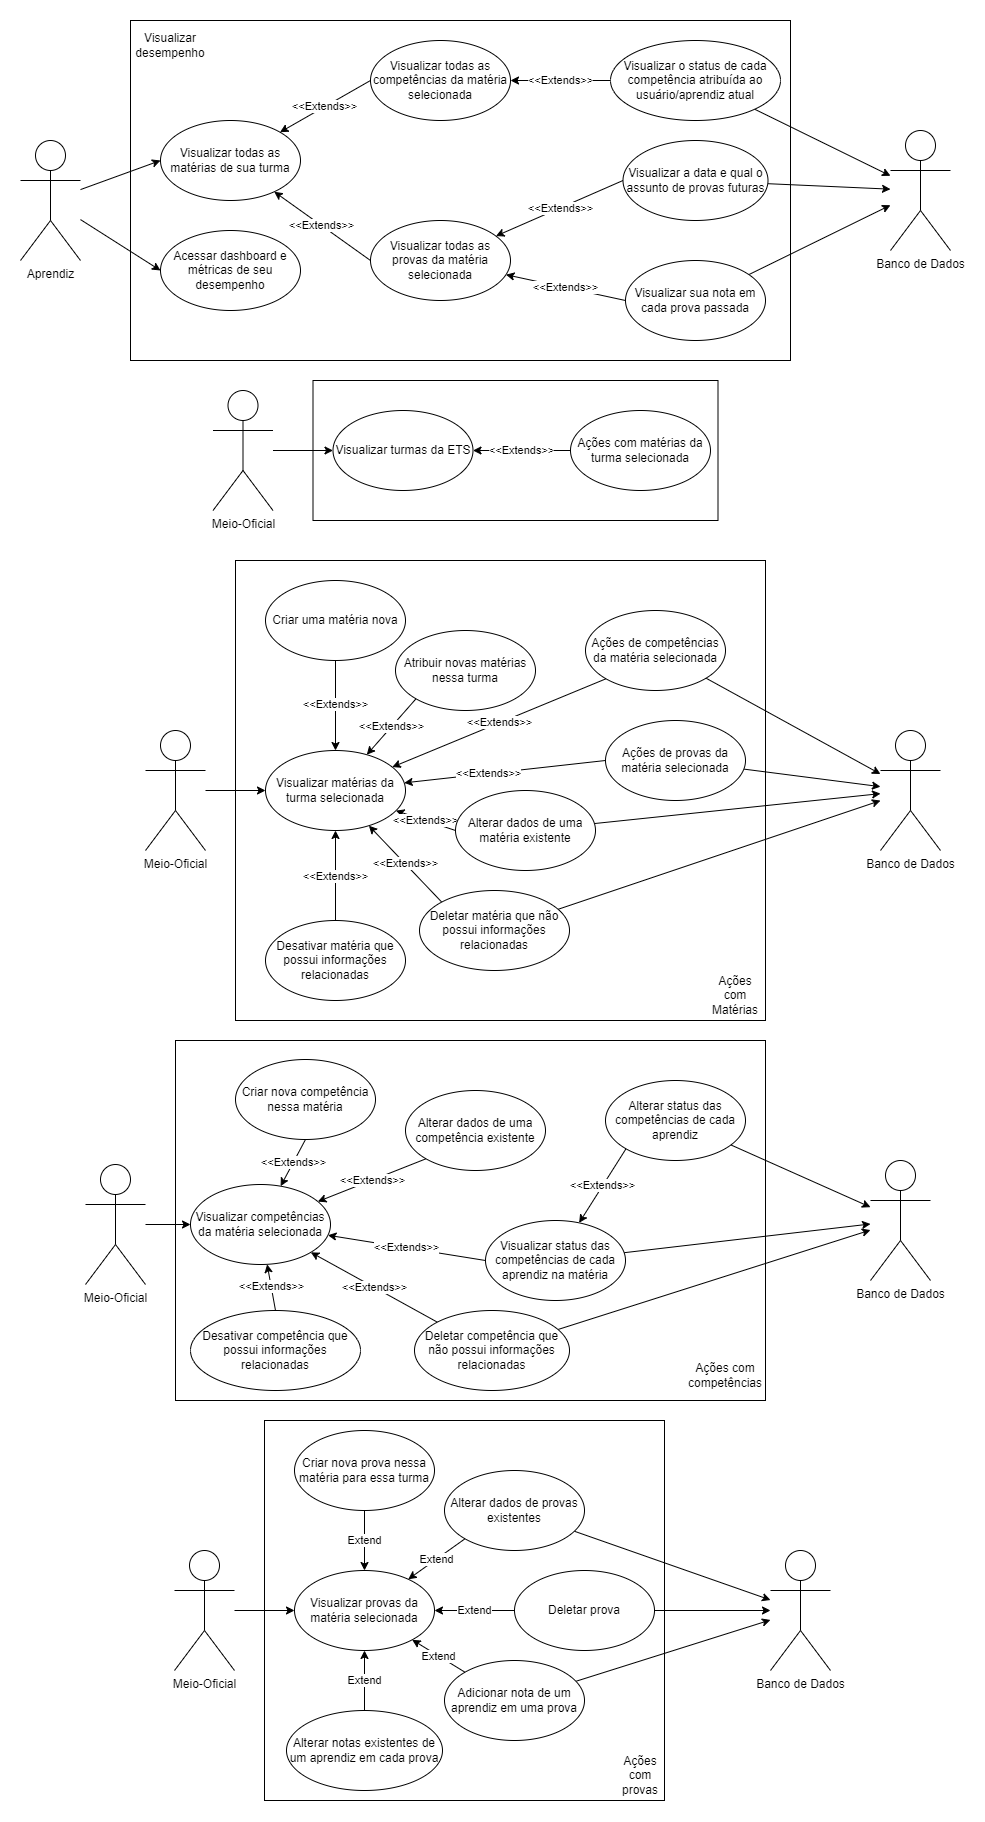 Visualizar
desempenho
Visualizar todas as
competências da matéria
selecionada
<<Extends>>
Visualizar o status de cada
competência atribuída ao
usuário/aprendiz atual
<<Extends>>
Visualizar todas as
matérias de sua turma
Visualizar a data e qual o
assunto de provas futuras
<<Extends>>
<<Extends>>
Visualizar todas as
provas da matéria
selecionada
Acessar dashboard e
métricas de seu
desempenho
<<Extends>>
Visualizar sua nota em
cada prova passada
Aprendiz
Banco de Dados
Visualizar turmas da ETS
<<Extends>>
Ações com matérias da
turma selecionada
Meio-Oficial
Criar uma matéria nova
Atribuir novas matérias
nessa turma
Ações de competências
da matéria selecionada
<<Extends>>
<<Extends>>
<<Extends>>
Ações de provas da
matéria selecionada
<<Extends>>
Visualizar matérias da
turma selecionada
<<Extends>>
Alterar dados de uma
matéria existente
Meio-Oficial
Banco de Dados
<<Extends>>
<<Extends>>
Deletar matéria que não
possui informações
relacionadas
Desativar matéria que
possui informações
relacionadas
Ações
com
Matérias
Criar nova competência
nessa matéria
Alterar dados de uma
competência existente
Alterar status das
competências de cada
aprendiz
<<Extends>>
<<Extends>>
<<Extends>>
Visualizar competências
da matéria selecionada
<<Extends>>
Visualizar status das
competências de cada
aprendiz na matéria
Meio-Oficial
Banco de Dados
<<Extends>>
<<Extends>>
Desativar competência que
possui informações
relacionadas
Deletar competência que
não possui informações
relacionadas
Ações com
competências
Criar nova prova nessa
matéria para essa turma
Alterar dados de provas
existentes
Extend
Extend
Visualizar provas da
matéria selecionada
Extend
Deletar prova
Extend
Extend
Adicionar nota de um
aprendiz em uma prova
Meio-Oficial
Banco de Dados
Alterar notas existentes de
um aprendiz em cada prova
Ações
com
provas